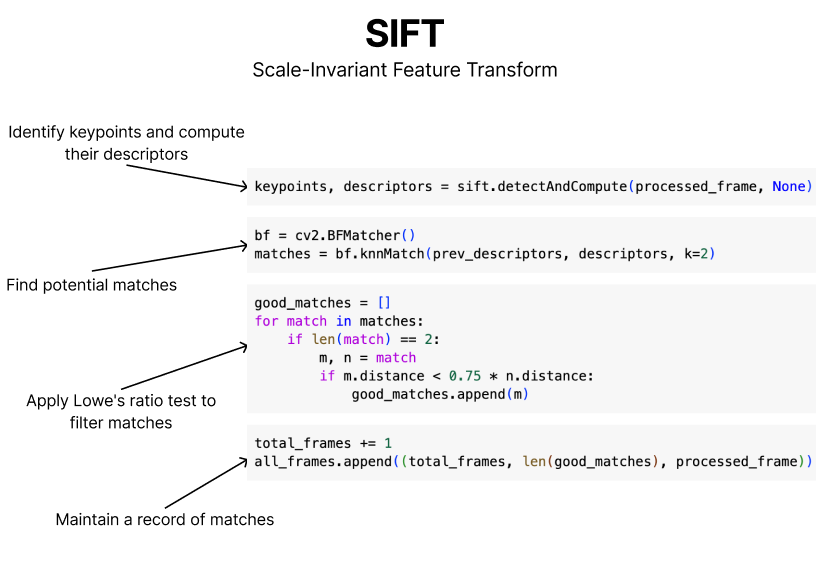 SIFT
Scale-Invariant Feature Transform
Identify keypoints and compute
their descriptors
keypoints, descriptors = sift.detectAndCompute(processed_frame, None)
bf = cv2.BFMatcher()
matches = bf.knnMatch(prev_descriptors, descriptors, k=2)
Find potential matches
good_matches = []
for match in matches:
    if len(match) == 2:
        m, n = match
        if m.distance < 0.75 * n.distance:
            good_matches.append(m)
Apply Lowe's ratio test to
filter matches
total_frames += 1
all_frames.append((total_frames, len(good_matches), processed_frame))
Maintain a record of matches